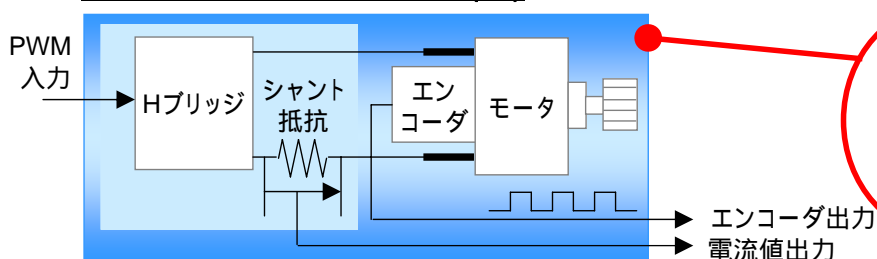 PWM
入力
Hブリッジ
シャント
抵抗
エン
コーダ
モータ
エンコーダ出力
電流値出力